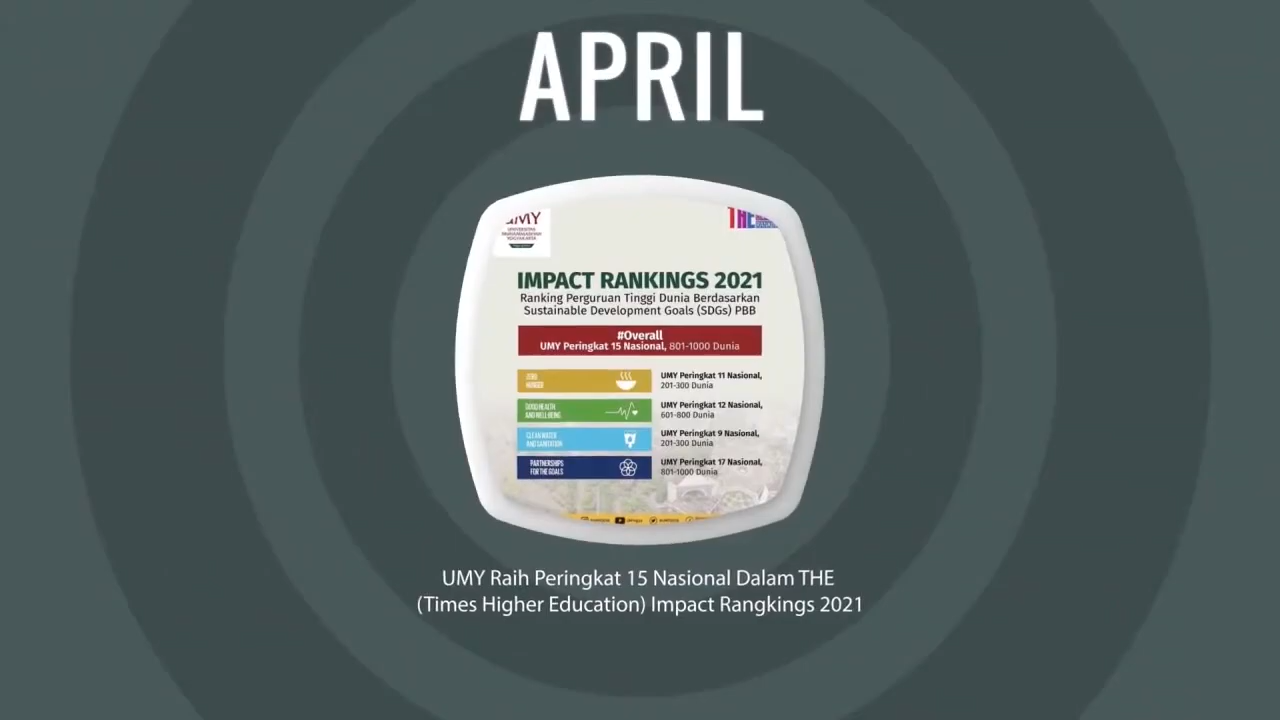 APRIL
UMY
UNIVERSITAS
MUHAMMADIYAH
YOGYAKARTA
THE
IMPACT RANKINGS 2021
Ranking Perguruan Tinggi Dunia Berdasarkan
Sustainable Development Goals (SDGs) PBB
#Overall
UMY Peringkat 15 Nasional, 801-1000 Dunia
ZERO
HUNGER
UMY Peringkat 11 Nasional,
201-300 Dunia
GOOD HEALTH
AND WELL-BEING
UMY Peringkat 12 Nasional,
601-800 Dunia
CLEAN WATER
AND SANITATION
UMY Peringkat 9 Nasional,
201-300 Dunia
PARTNERSHIPS
FOR THE GOALS
UMY Peringkat 17 Nasional,
801-1000 Dunia
UMY Raih Peringkat 15 Nasional Dalam THE
(Times Higher Education) Impact Rangkings 2021